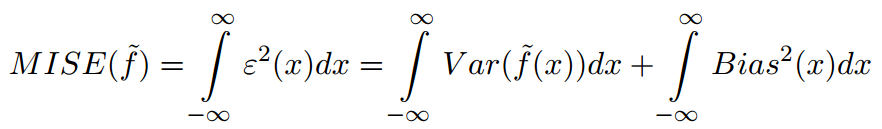 MISE(f̃) = ∫_{-∞}^{∞} ε²(x)dx = ∫_{-∞}^{∞} Var(f̃(x))dx + ∫_{-∞}^{∞} Bias²(x)dx